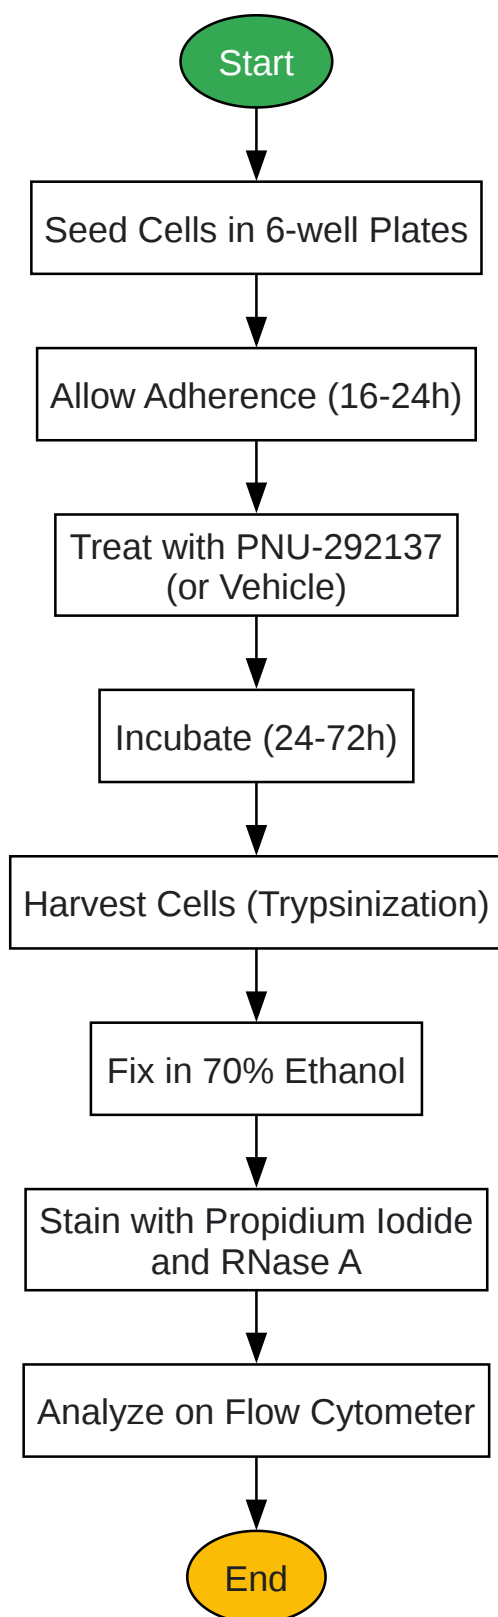 Start
Seed Cells in 6-well Plates
Allow Adherence (16-24h)
Treat with PNU-292137
(or Vehicle)
Incubate (24-72h)
Harvest Cells (Trypsinization)
Fix in 70% Ethanol
Stain with Propidium Iodide
and RNase A
Analyze on Flow Cytometer
End